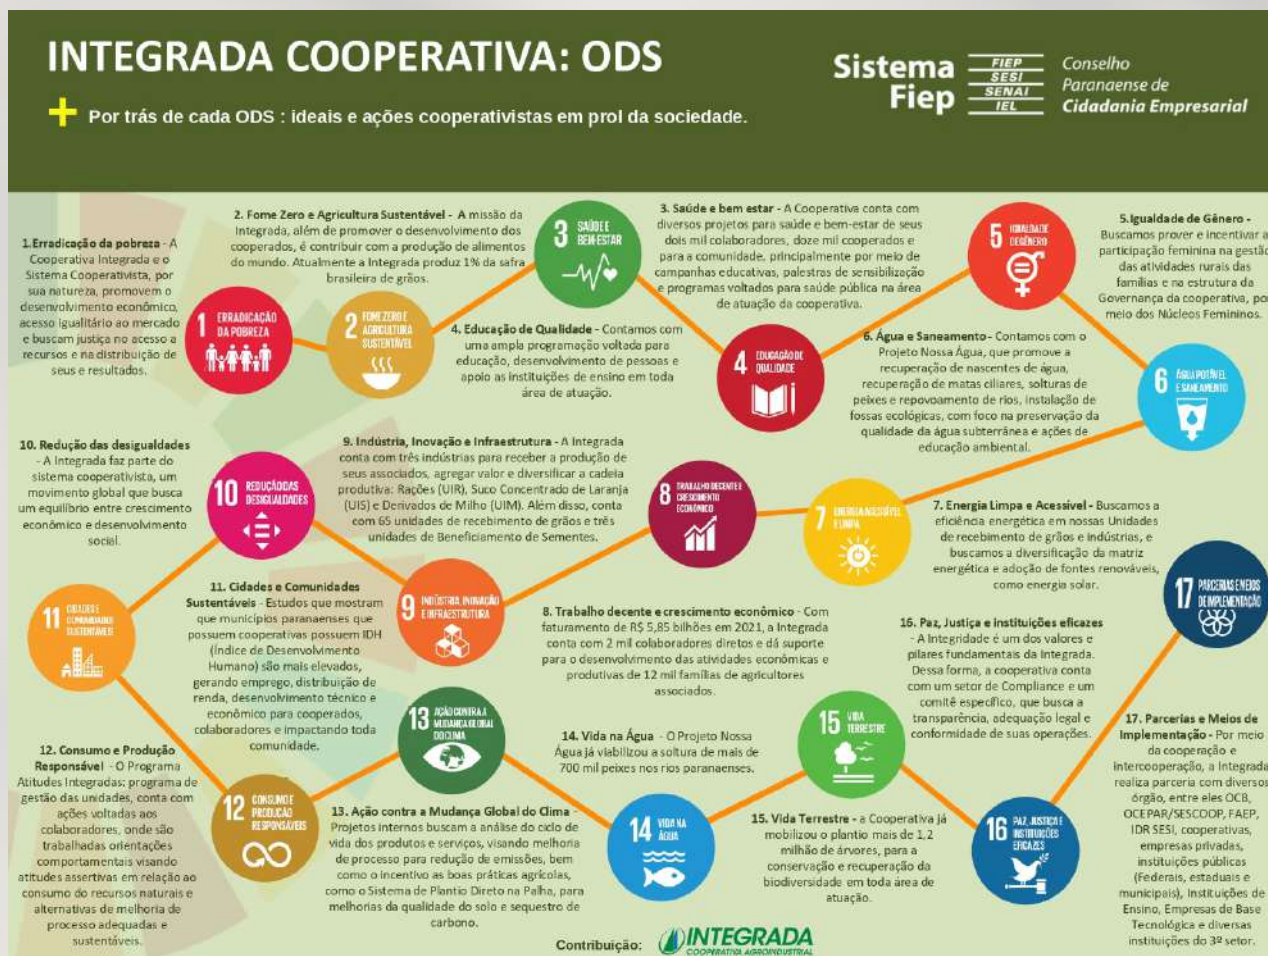 INTEGRADA COOPERATIVA: ODS
+ Por trás de cada ODS : ideais e ações cooperativistas em prol da sociedade.
Sistema
Fiep
FIEP
SESI
SENAI
IEL
Conselho
Paranaense de
Cidadania Empresarial
1.Erradicação da pobreza - A
Cooperativa Integrada e o
Sistema Cooperativista, por
sua natureza, promovem o
desenvolvimento econômico,
acesso igualitário ao mercado
e buscam justiça no acesso a
recursos e na distribuição de
seus e resultados.
1 ERRADICAÇÃO
DA POBREZA
2. Fome Zero e Agricultura Sustentável - A missão da
Integrada, além de promover o desenvolvimento dos
cooperados, é contribuir com a produção de alimentos
do mundo. Atualmente a Integrada produz 1% da safra
brasileira de grãos.
2 FOME ZERO E
AGRICULTURA
SUSTENTÁVEL
3 SAÚDE E
BEM-ESTAR
3. Saúde e bem estar - A Cooperativa conta com
diversos projetos para saúde e bem-estar de seus
dois mil colaboradores, doze mil cooperados e
para a comunidade, principalmente por meio de
campanhas educativas, palestras de sensibilização
e programas voltados para saúde pública na área
de atuação da cooperativa.
4. Educação de Qualidade - Contamos com
uma ampla programação voltada para
educação, desenvolvimento de pessoas e
apoio as instituições de ensino em toda
área de atuação.
4 EDUCAÇÃO DE
QUALIDADE
5 IGUALDADE
DE GÊNERO
5.Igualdade de Gênero -
Buscamos prover e incentivar a
participação feminina na gestão
das atividades rurais das
famílias e na estrutura da
Governança da cooperativa, por
meio dos Núcleos Femininos.
6. Água e Saneamento - Contamos com o
Projeto Nossa Água, que promove a
recuperação de nascentes de água,
recuperação de matas ciliares, solturas de
peixes e repovoamento de rios, instalação de
fossas ecológicas, com foco na preservação da
qualidade da água subterrânea e ações de
educação ambiental.
6 ÁGUA POTÁVEL
E SANEAMENTO
10. Redução das desigualdades
- A Integrada faz parte do
sistema cooperativista, um
movimento global que busca
um equilíbrio entre crescimento
econômico e desenvolvimento
social.
10 REDUÇÃO DAS
DESIGUALDADES
9. Indústria, Inovação e Infraestrutura - A Integrada
conta com três indústrias para receber a produção de
seus associados, agregar valor e diversificar a cadeia
produtiva: Rações (UIR), Suco Concentrado de Laranja
(UIS) e Derivados de Milho (UIM). Além disso, conta
com 65 unidades de recebimento de grãos e três
unidades de Beneficiamento de Sementes.
8 TRABALHO DECENTE E
CRESCIMENTO
ECONÔMICO
7 ENERGIA ACESSÍVEL
E LIMPA
7. Energia Limpa e Acessível - Buscamos a
eficiência energética em nossas Unidades
de recebimento de grãos e indústrias, e
buscamos a diversificação da matriz
energética e adoção de fontes renováveis,
como energia solar.
11 CIDADES E
COMUNIDADES
SUSTENTÁVEIS
11. Cidades e Comunidades
Sustentáveis - Estudos que mostram
que municípios paranaenses que
possuem cooperativas possuem IDH
(Índice de Desenvolvimento
Humano) são mais elevados,
gerando emprego, distribuição de
renda, desenvolvimento técnico e
econômico para cooperados,
colaboradores e impactando toda
comunidade.
9 INDÚSTRIA, INOVAÇÃO
E INFRAESTRUTURA
8. Trabalho decente e crescimento econômico - Com
faturamento de R$ 5,85 bilhões em 2021, a Integrada
conta com 2 mil colaboradores diretos e dá suporte
para o desenvolvimento das atividades econômicas e
produtivas de 12 mil famílias de agricultores
associados.
16. Paz, Justiça e instituições eficazes
- A Integridade é um dos valores e
pilares fundamentais da Integrada.
Dessa forma, a cooperativa conta
com um setor de Compliance e um
comitê específico, que busca a
transparência, adequação legal e
conformidade de suas operações.
17 PARCERIAS E MEIOS
DE IMPLEMENTAÇÃO
12. Consumo e Produção
Responsável - O Programa
Atitudes Integradas: programa de
gestão das unidades, conta com
ações voltadas aos
colaboradores, onde são
trabalhadas orientações
comportamentais visando
atitudes assertivas em relação ao
consumo do recursos naturais e
alternativas de melhoria de
processo adequadas e
sustentáveis.
12 CONSUMO E
PRODUÇÃO
RESPONSÁVEIS
13 AÇÃO CONTRA A
MUDANÇA GLOBAL
DO CLIMA
13. Ação contra a Mudança Global do Clima -
Projetos internos buscam a análise do ciclo de
vida dos produtos e serviços, visando melhoria
de processo para redução de emissões, bem
como o incentivo as boas práticas agrícolas,
como o Sistema de Plantio Direto na Palha, para
melhorias da qualidade do solo e sequestro de
carbono.
14. Vida na Água - O Projeto Nossa
Água já viabilizou a soltura de mais de
700 mil peixes nos rios paranaenses.
14 VIDA NA
ÁGUA
15 VIDA
TERRESTRE
15. Vida Terrestre - a Cooperativa já
mobilizou o plantio mais de 1,2
milhão de árvores, para a
conservação e recuperação da
biodiversidade em toda área de
atuação.
16 PAZ, JUSTIÇA E
INSTITUIÇÕES
EFICAZES
17. Parcerias e Meios de
Implementação - Por meio
da cooperação e
intercooperação, a Integrada
realiza parceria com diversos
órgão, entre eles OCB,
OCEPAR/SESCOOP, FAEP,
IDR SESI, cooperativas,
empresas privadas,
instituições públicas
(Federais, estaduais e
municipais), Instituições de
Ensino, Empresas de Base
Tecnológica e diversas
instituições do 3º setor.
Contribuição:
INTEGRADA
COOPERATIVA AGROINDUSTRIAL